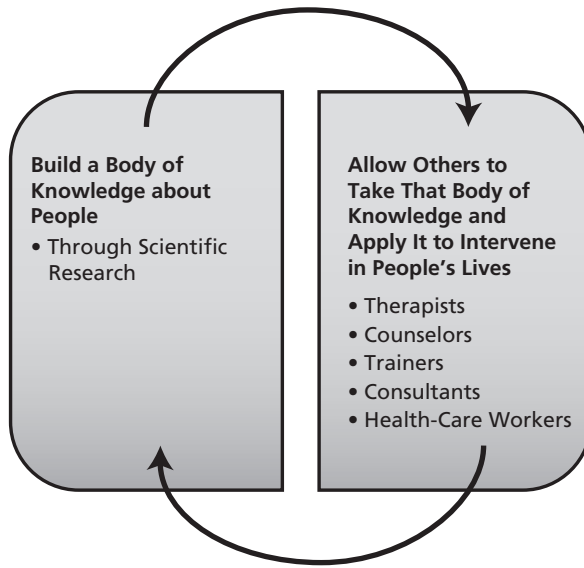 Build a Body of
Knowledge about
People
• Through Scientific
Research
Allow Others to
Take That Body of
Knowledge and
Apply It to Intervene
in People's Lives
• Therapists
• Counselors
• Trainers
• Consultants
• Health-Care Workers